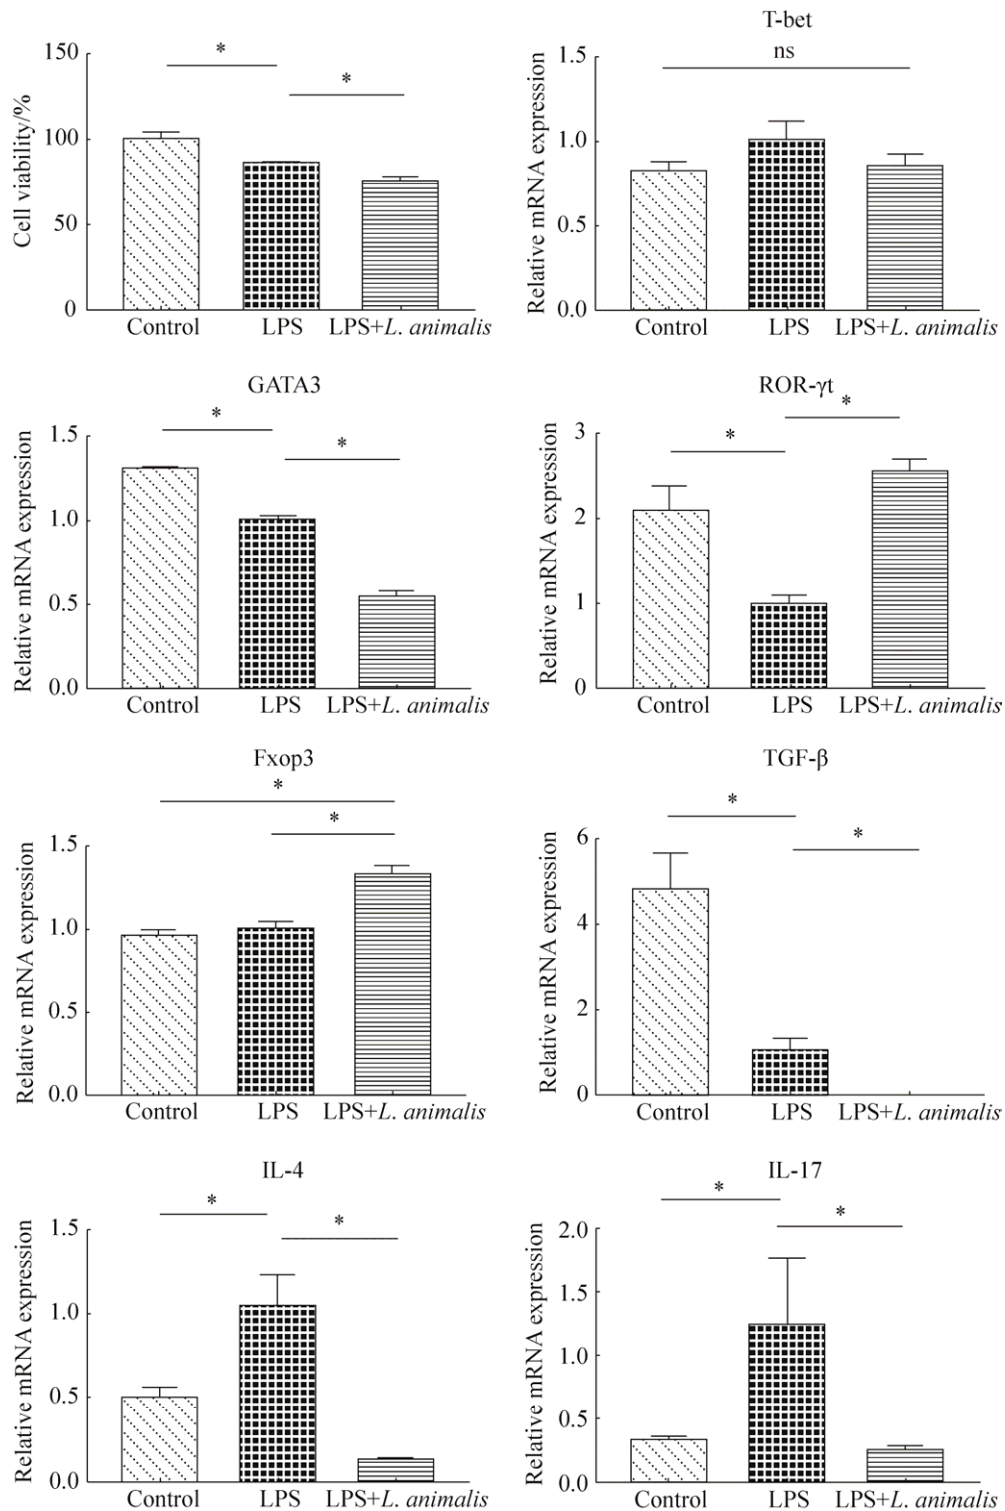 *
*
150
100
50
0
Cell viability/%
Control
LPS
LPS+L. animalis
T-bet
ns
1.5
1.0
0.5
0.0
Relative mRNA expression
Control
LPS
LPS+L. animalis
GATA3
*
*
1.5
1.0
0.5
0.0
Relative mRNA expression
Control
LPS
LPS+L. animalis
ROR-γt
*
*
3
2
1
0
Relative mRNA expression
Control
LPS
LPS+L. animalis
Fxop3
*
*
1.5
1.0
0.5
0.0
Relative mRNA expression
Control
LPS
LPS+L. animalis
TGF-β
*
*
6
4
2
0
Relative mRNA expression
Control
LPS
LPS+L. animalis
IL-4
*
*
1.5
1.0
0.5
0.0
Relative mRNA expression
Control
LPS
LPS+L. animalis
IL-17
*
*
2.0
1.5
1.0
0.5
0.0
Relative mRNA expression
Control
LPS
LPS+L. animalis